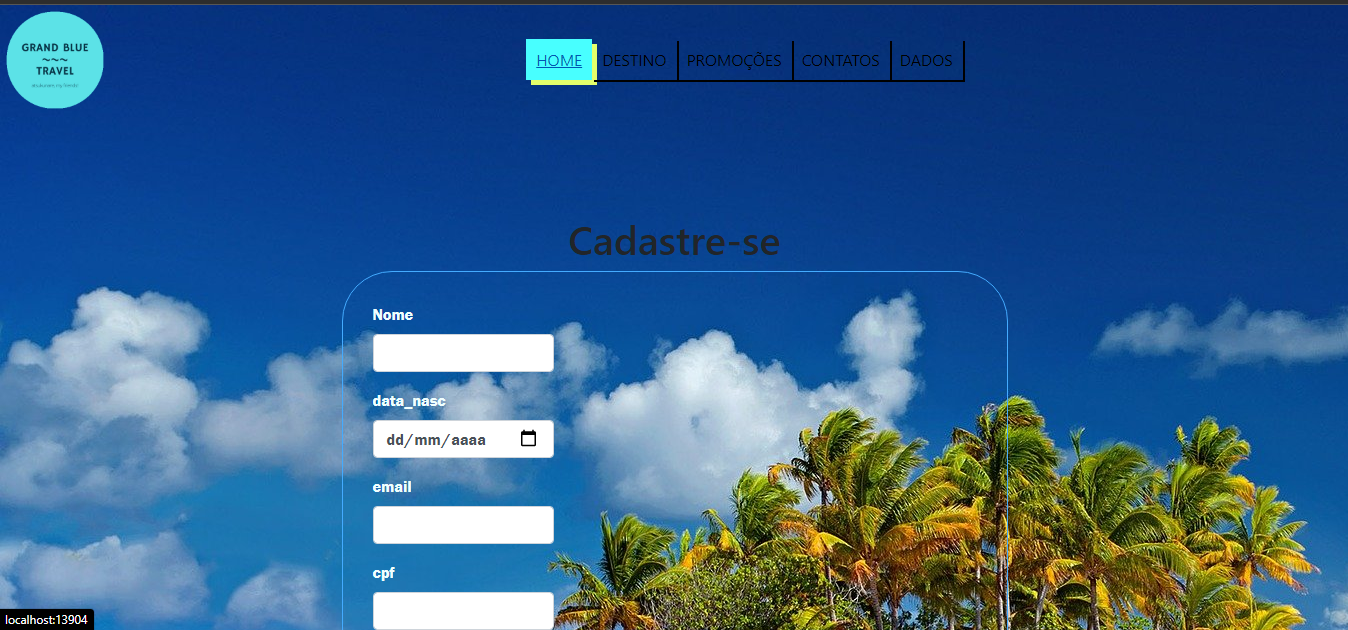 GRAND BLUE
~~~
TRAVEL
HOME
DESTINO
PROMOÇÕES
CONTATOS
DADOS
Cadastre-se
Nome
data_nasc
dd/mm/aaaa
email
cpf
localhost:13904